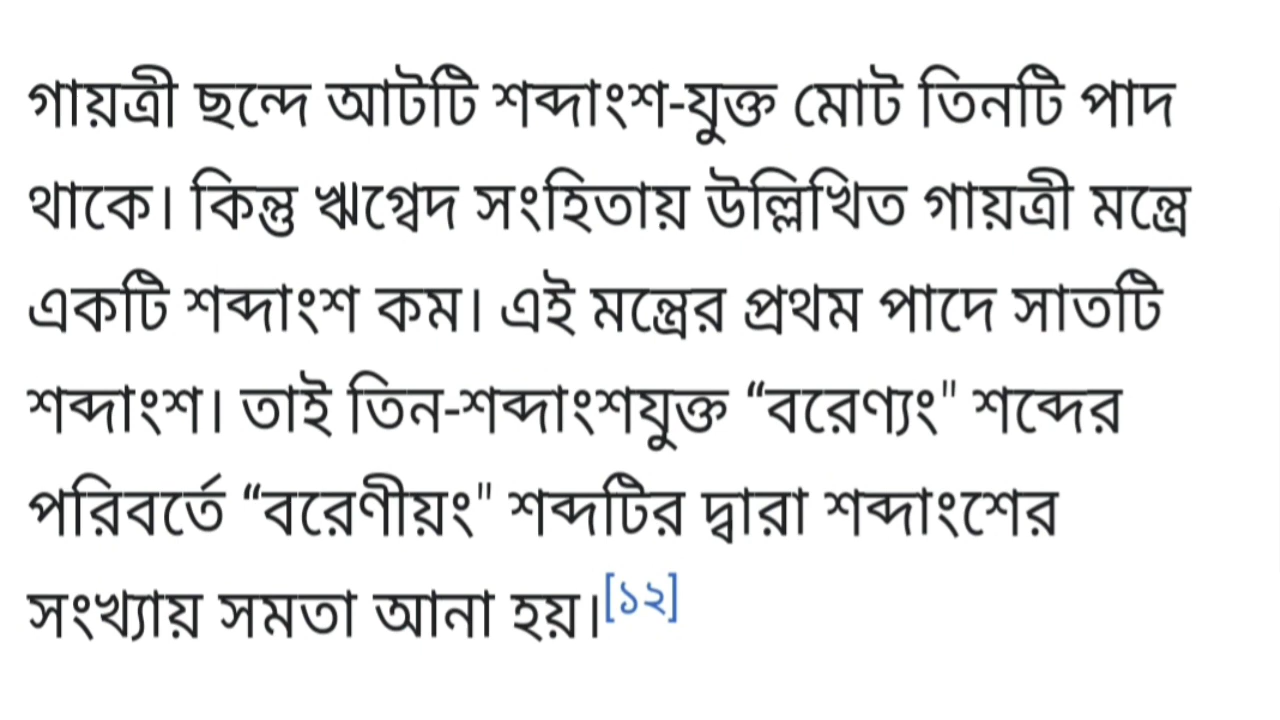 গায়ত্রী ছন্দে আটটি শব্দাংশ-যুক্ত মোট তিনটি পাদ
থাকে। কিন্তু ঋগ্বেদ সংহিতায় উল্লিখিত গায়ত্রী মন্ত্রে
একটি শব্দাংশ কম। এই মন্ত্রের প্রথম পাদে সাতটি
শব্দাংশ। তাই তিন-শব্দাংশযুক্ত “বরেণ্যং" শব্দের
পরিবর্তে “বরেণীয়ং" শব্দটির দ্বারা শব্দাংশের
সংখ্যায় সমতা আনা হয়।[১২]